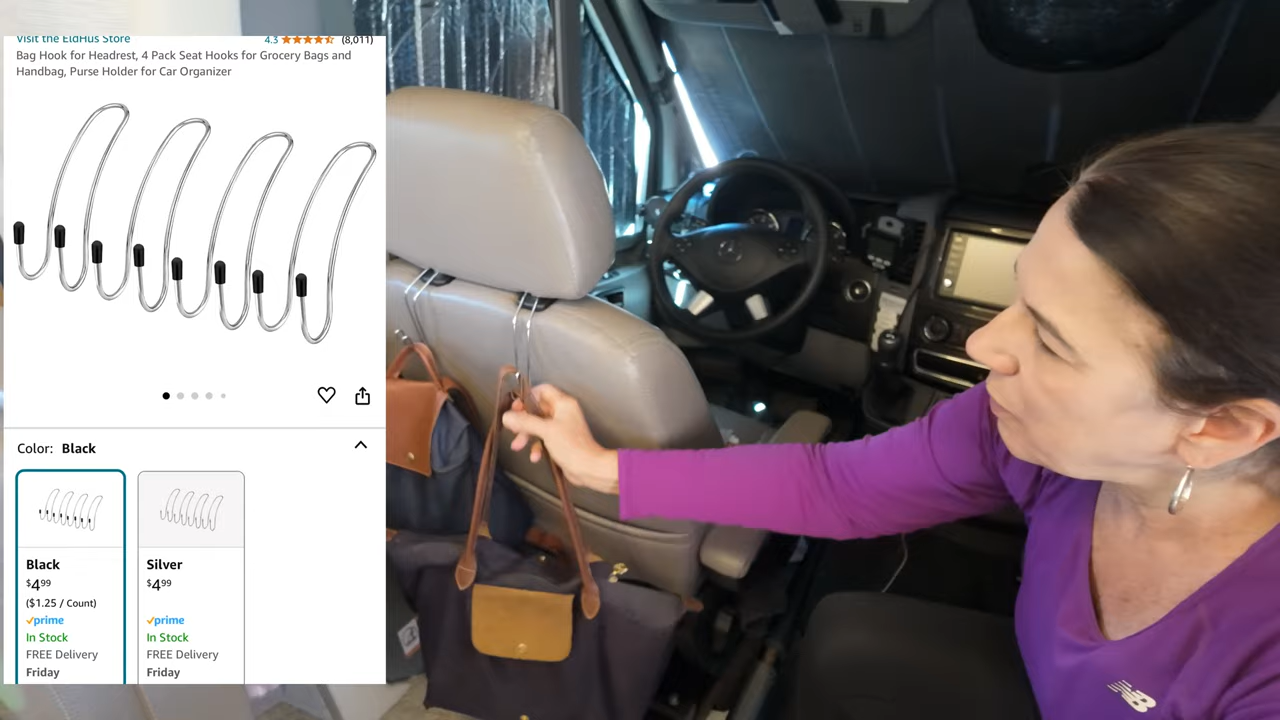 Visit the EldHus Store
4.3 (8,011)
Bag Hook for Headrest, 4 Pack Seat Hooks for Grocery Bags and
Handbag, Purse Holder for Car Organizer
Color: Black
Black
$4.99
($1.25 / Count)
prime
In Stock
FREE Delivery
Friday
Silver
$4.99
prime
In Stock
FREE Delivery
Friday
NB